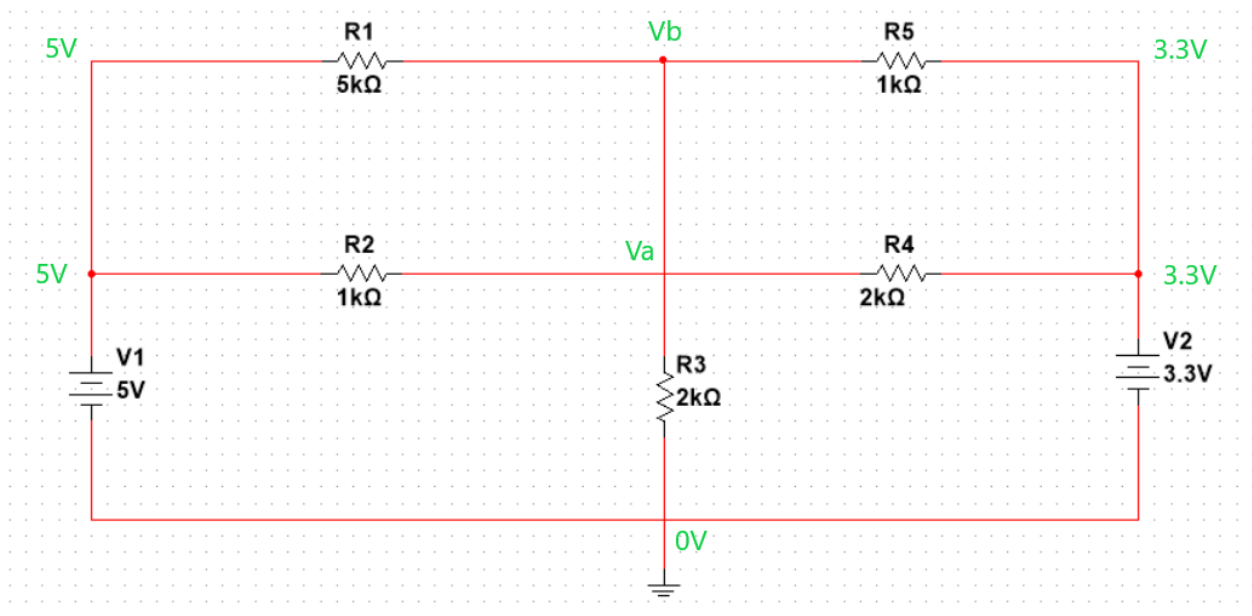 R1
Vb
R5
5V
3.3V
5kΩ
1kΩ
R2
Va
R4
5V
3.3V
1kΩ
2kΩ
V1
5V
R3
2kΩ
V2
3.3V
0V